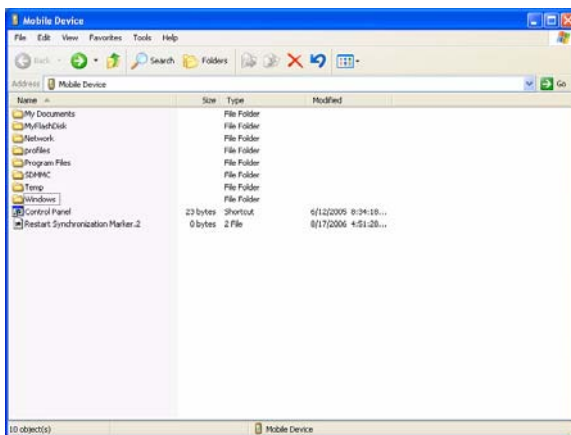 Mobile Device
File Edit View Favorites Tools Help
Back Search Folders
Address Mobile Device Go
Name Size Type Modified
My Documents File Folder
MyFlashDisk File Folder
Network File Folder
profiles File Folder
Program Files File Folder
SDMMC File Folder
Temp File Folder
Windows File Folder
Control Panel 23 bytes Shortcut 6/12/2005 8:34:18...
Restart Synchronization Marker.2 0 bytes 2 File 8/17/2006 4:51:28...
10 object(s) Mobile Device